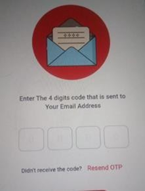 Enter The 4 digits code that is sent to
Your Email Address
Didn't receive the code? Resend OTP